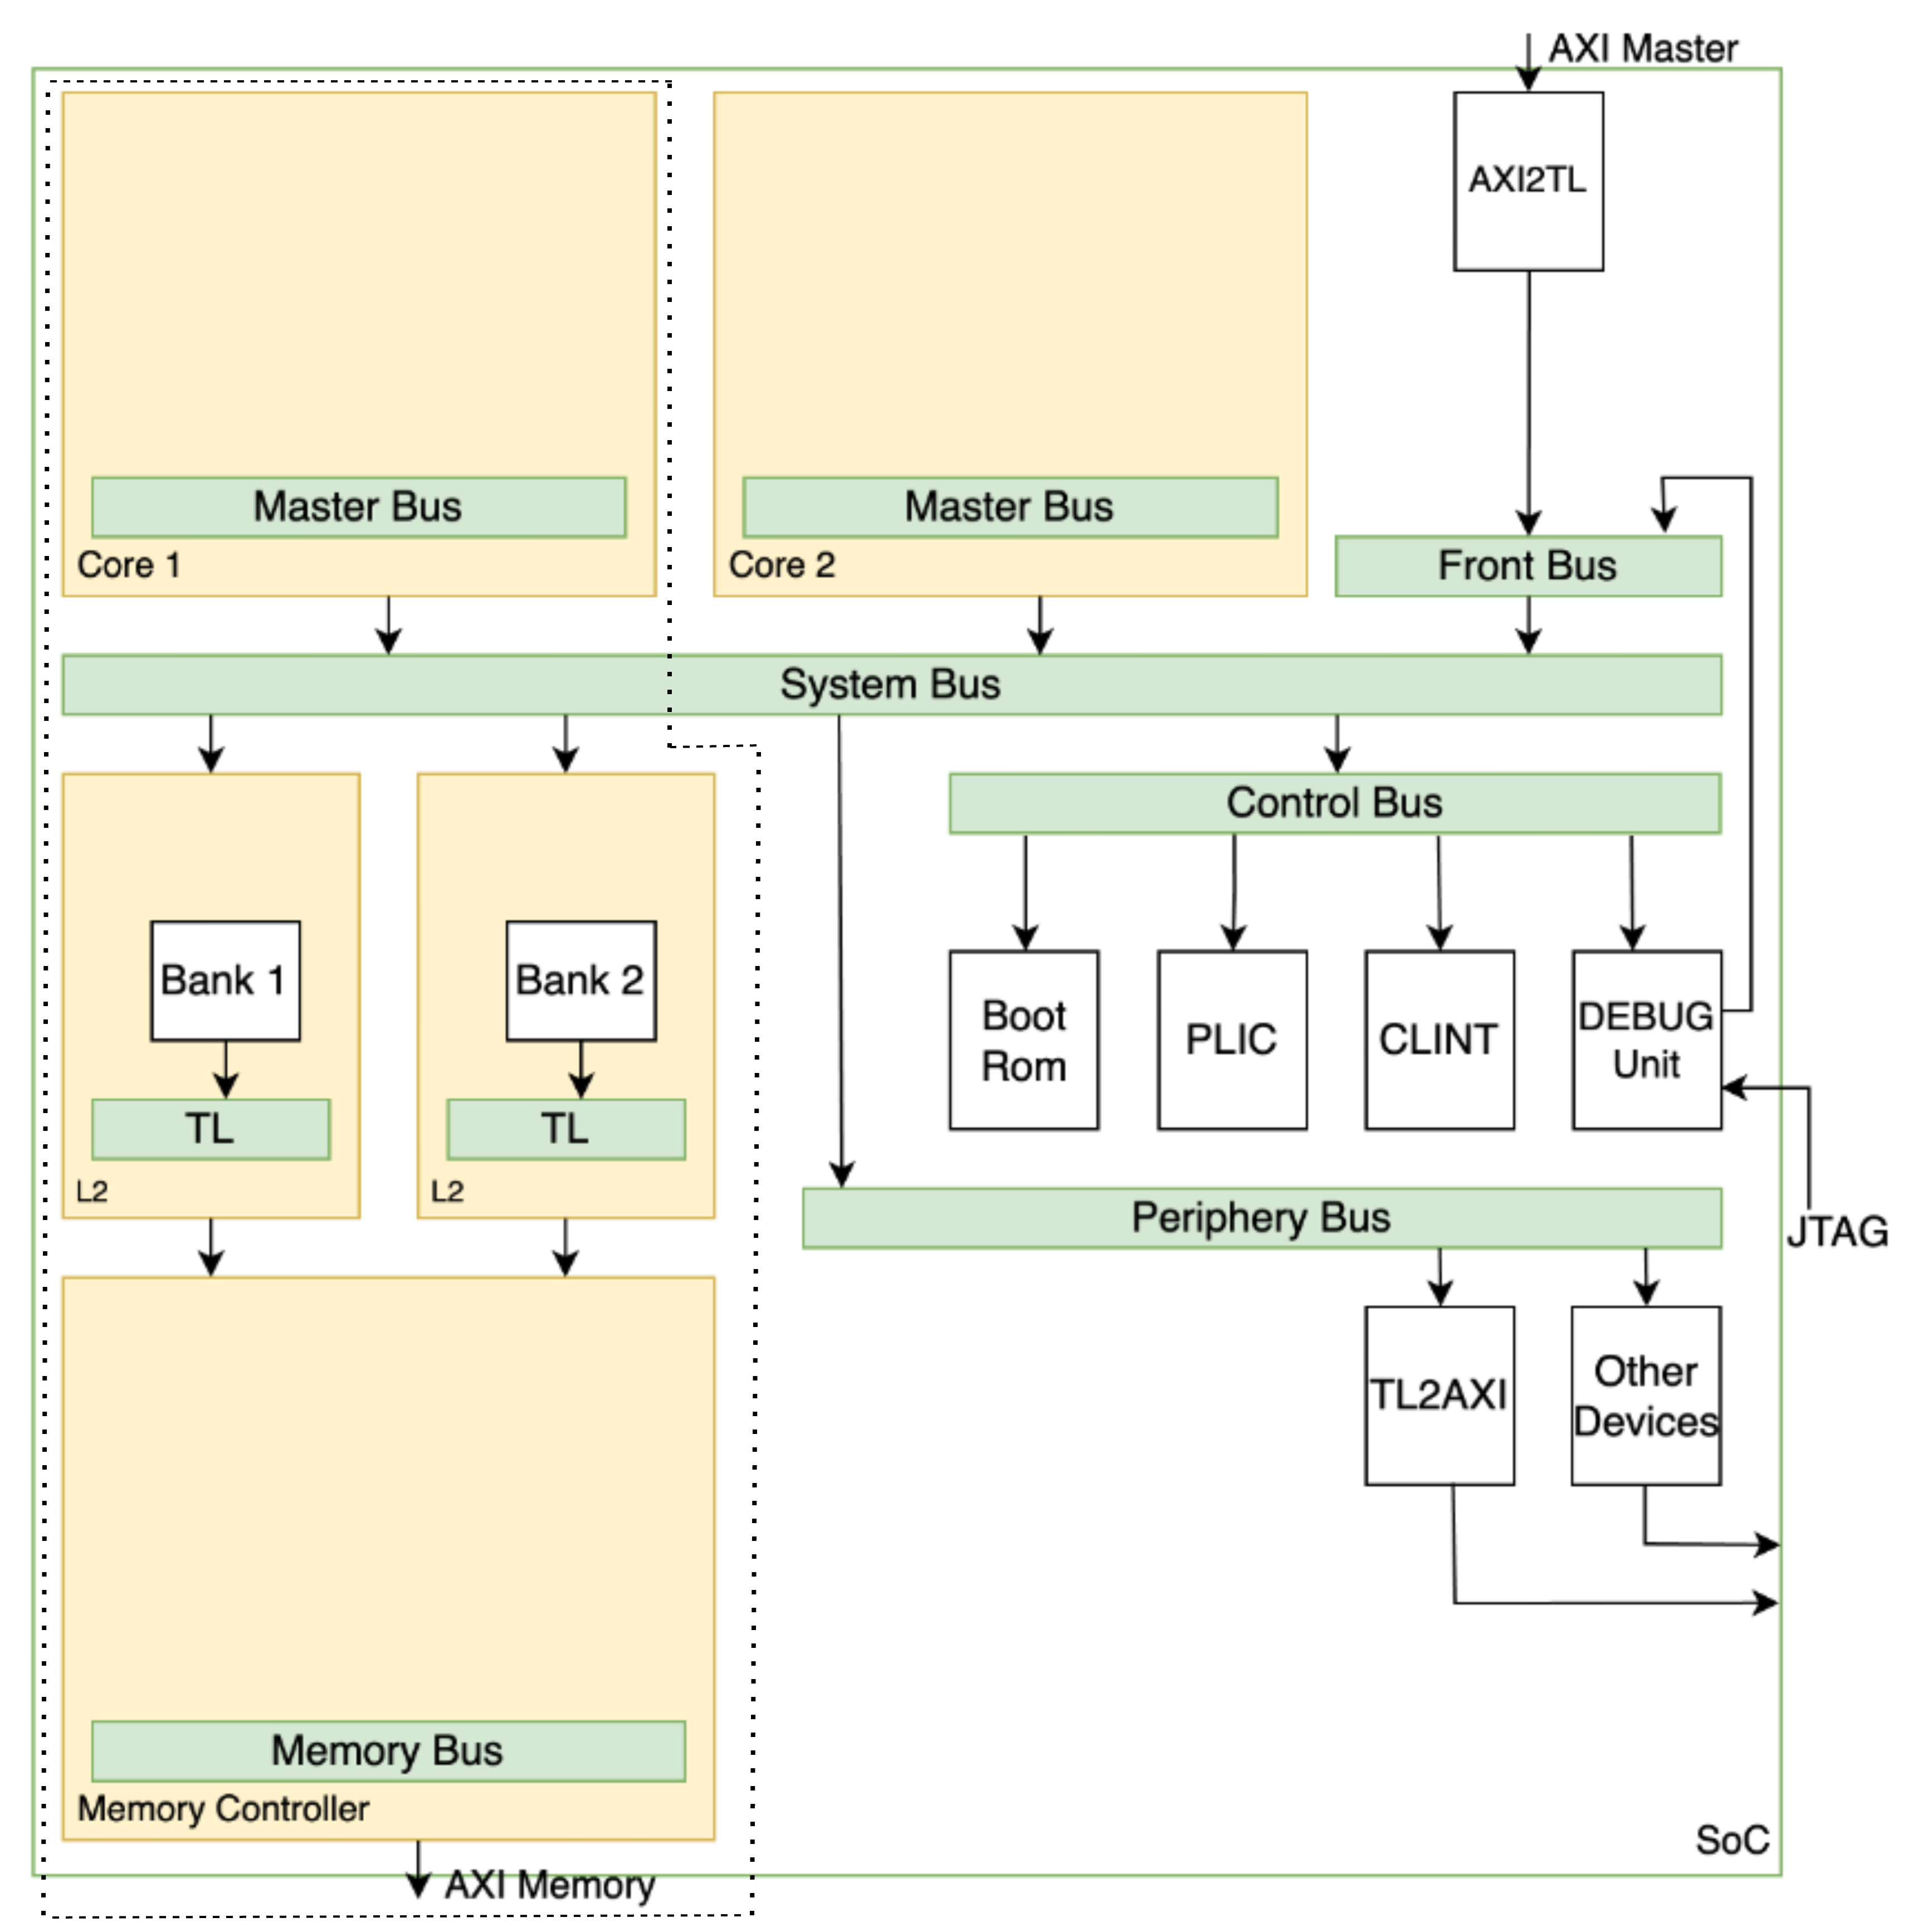 AXI Master
AXI2TL
Master Bus
Core 1
Master Bus
Core 2
Front Bus
System Bus
Control Bus
Bank 1
Bank 2
Boot
Rom
PLIC
CLINT
DEBUG
Unit
TL
L2
TL
L2
Periphery Bus
JTAG
TL2AXI
Other
Devices
Memory Bus
Memory Controller
SoC
AXI Memory